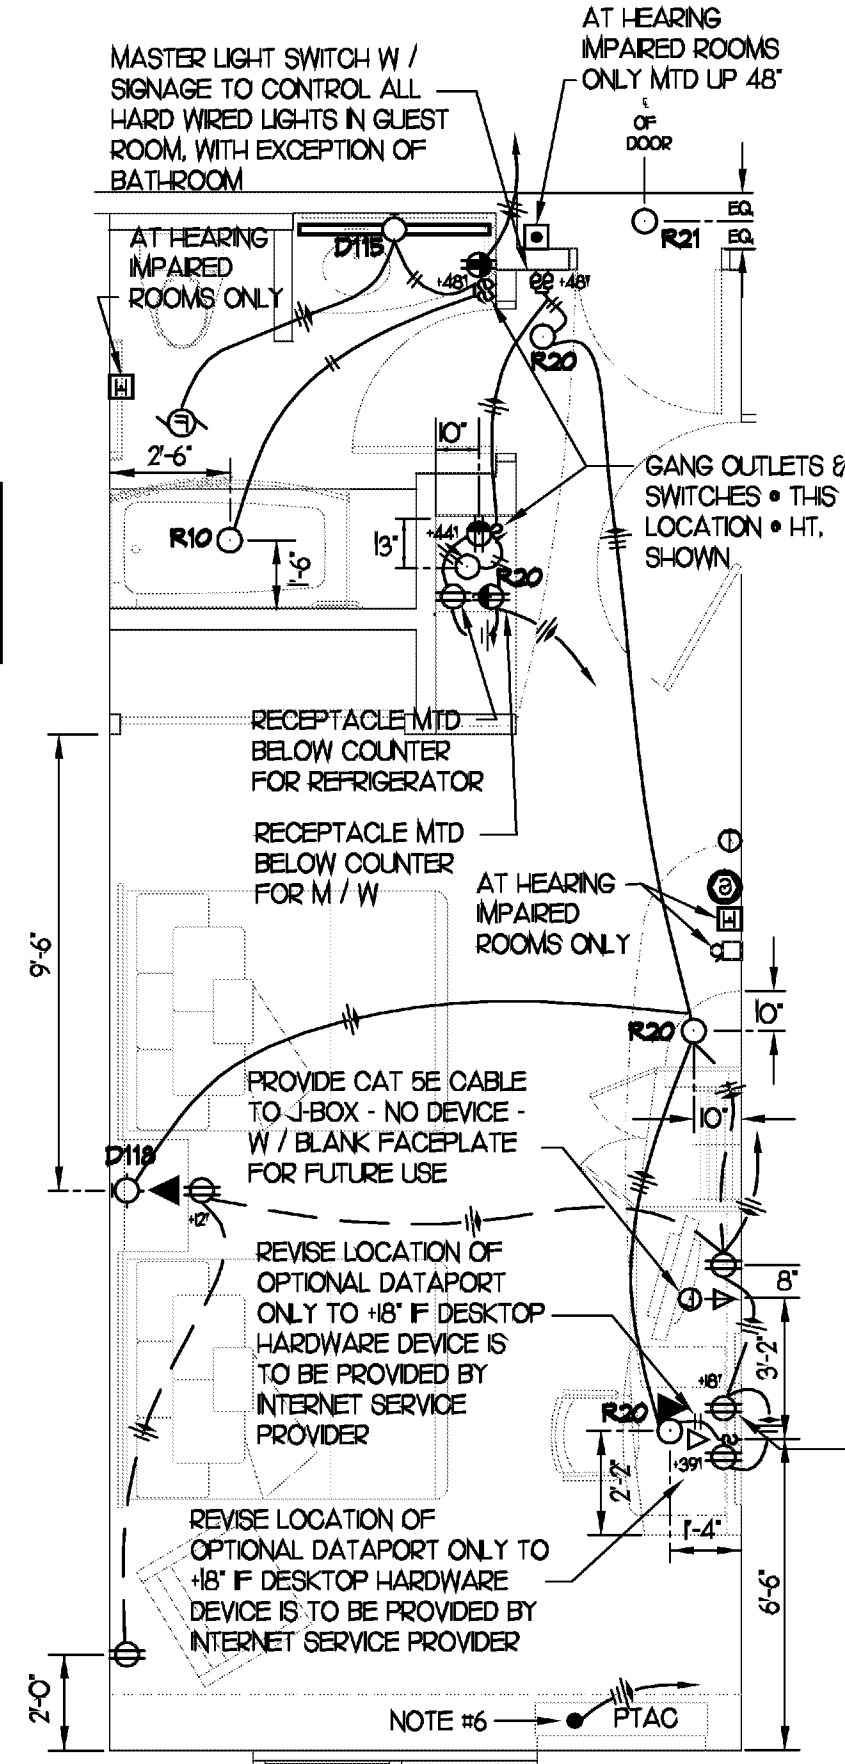 AT HEARING
IMPAIRED ROOMS
ONLY MTD UP 48"
MASTER LIGHT SWITCH W /
SIGNAGE TO CONTROL ALL
HARD WIRED LIGHTS IN GUEST
ROOM, WITH EXCEPTION OF
BATHROOM
OF
DOOR
EQ.
EQ.
R21
D115
AT HEARING
IMPAIRED
ROOMS ONLY
+48"
+48"
R20
H
F
2'-6"
10"
GANG OUTLETS &
SWITCHES @ THIS
LOCATION @ HT.
SHOWN
R10
1'-6"
13"
+44"
R20
RECEPTACLE MTD
BELOW COUNTER
FOR REFRIGERATOR
RECEPTACLE MTD
BELOW COUNTER
FOR M / W
AT HEARING
IMPAIRED
ROOMS ONLY
H
9'-6"
R20
10"
10"
PROVIDE CAT 5E CABLE
TO J-BOX - NO DEVICE -
W / BLANK FACEPLATE
FOR FUTURE USE
D118
+12"
REVISE LOCATION OF
OPTIONAL DATAPORT
ONLY TO +18" IF DESKTOP
HARDWARE DEVICE IS
TO BE PROVIDED BY
INTERNET SERVICE
PROVIDER
8"
3'-2"
+18"
R20
+39"
2'-2"
1'-4"
REVISE LOCATION OF
OPTIONAL DATAPORT ONLY TO
+18" IF DESKTOP HARDWARE
DEVICE IS TO BE PROVIDED BY
INTERNET SERVICE PROVIDER
6'-6"
2'-0"
NOTE #6
PTAC